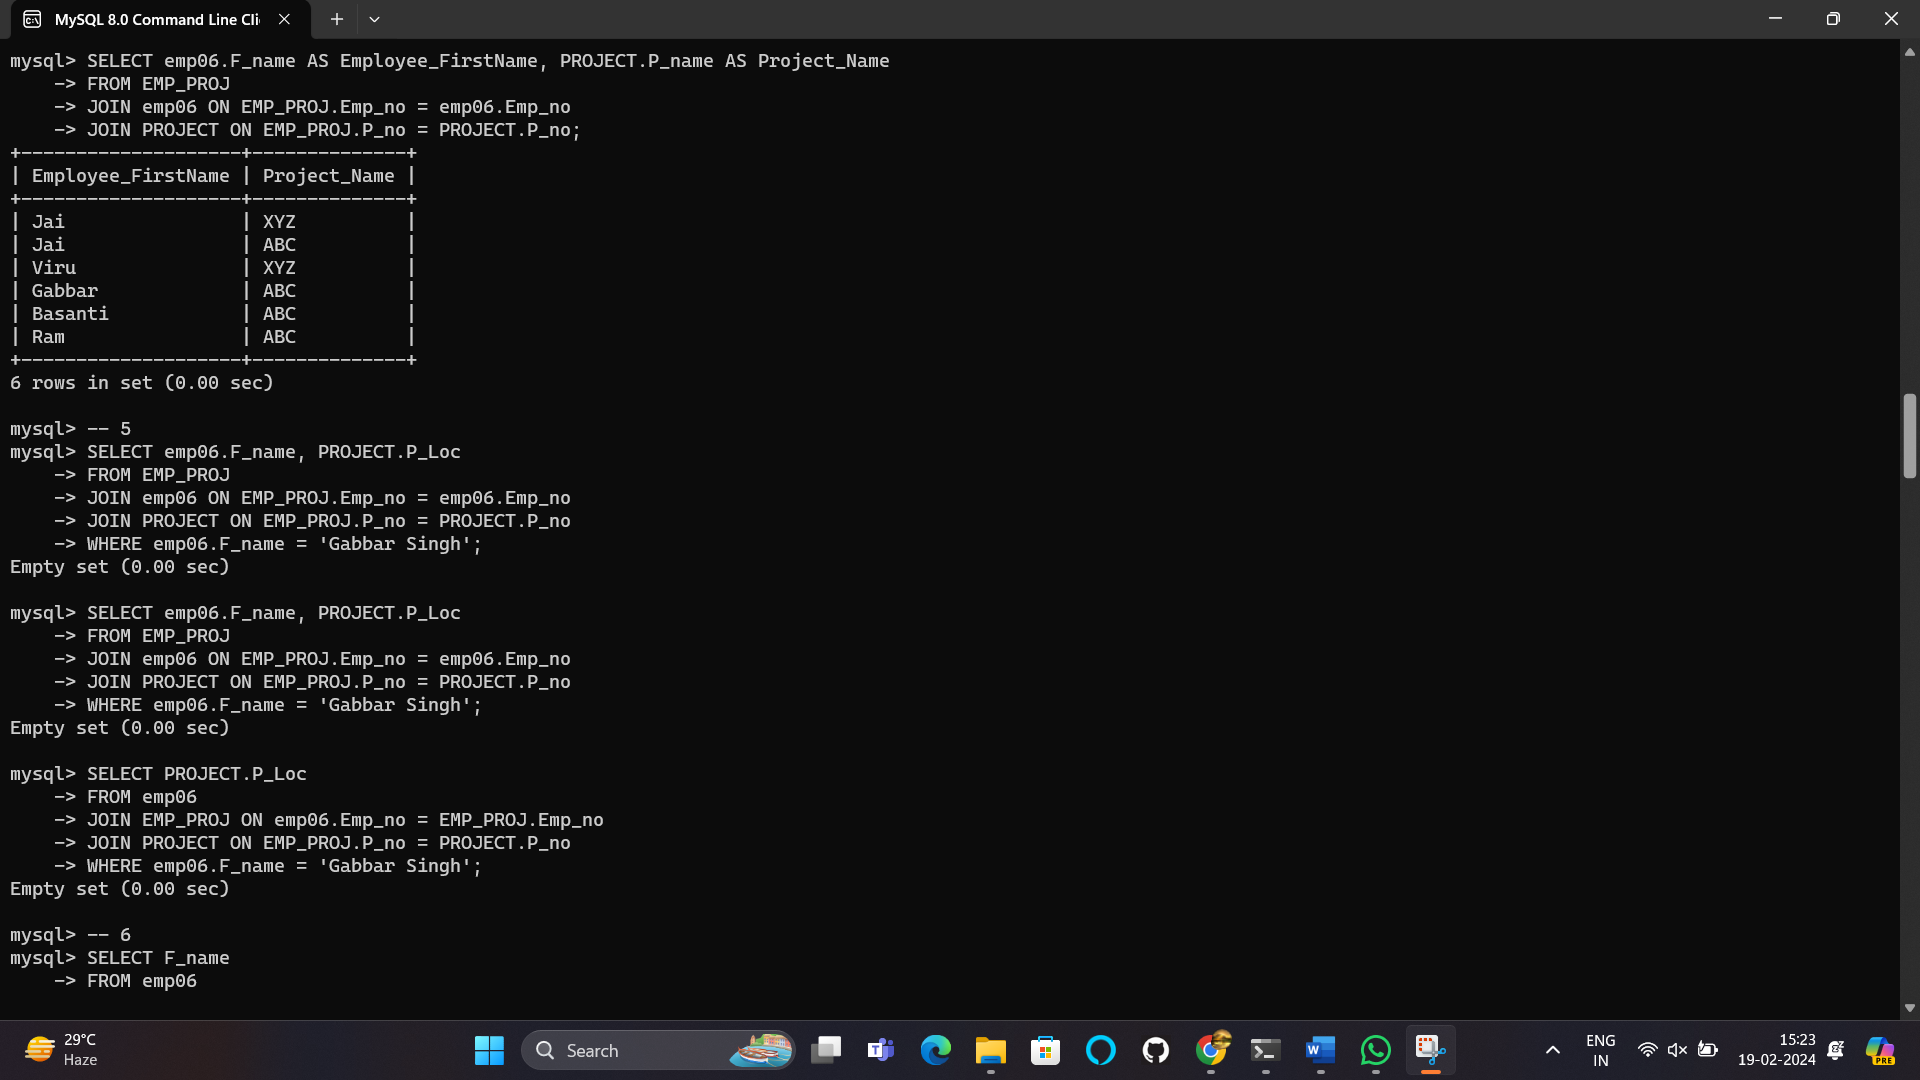 MySQL 8.0 Command Line Cli
mysql> SELECT emp06.F_name AS Employee_FirstName, PROJECT.P_name AS Project_Name
    -> FROM EMP_PROJ
    -> JOIN emp06 ON EMP_PROJ.Emp_no = emp06.Emp_no
    -> JOIN PROJECT ON EMP_PROJ.P_no = PROJECT.P_no;
+--------------------+--------------+
| Employee_FirstName | Project_Name |
+--------------------+--------------+
| Jai                | XYZ          |
| Jai                | ABC          |
| Viru               | XYZ          |
| Gabbar             | ABC          |
| Basanti            | ABC          |
| Ram                | ABC          |
+--------------------+--------------+
6 rows in set (0.00 sec)

mysql> -- 5
mysql> SELECT emp06.F_name, PROJECT.P_Loc
    -> FROM EMP_PROJ
    -> JOIN emp06 ON EMP_PROJ.Emp_no = emp06.Emp_no
    -> JOIN PROJECT ON EMP_PROJ.P_no = PROJECT.P_no
    -> WHERE emp06.F_name = 'Gabbar Singh';
Empty set (0.00 sec)

mysql> SELECT emp06.F_name, PROJECT.P_Loc
    -> FROM EMP_PROJ
    -> JOIN emp06 ON EMP_PROJ.Emp_no = emp06.Emp_no
    -> JOIN PROJECT ON EMP_PROJ.P_no = PROJECT.P_no
    -> WHERE emp06.F_name = 'Gabbar Singh';
Empty set (0.00 sec)

mysql> SELECT PROJECT.P_Loc
    -> FROM emp06
    -> JOIN EMP_PROJ ON emp06.Emp_no = EMP_PROJ.Emp_no
    -> JOIN PROJECT ON EMP_PROJ.P_no = PROJECT.P_no
    -> WHERE emp06.F_name = 'Gabbar Singh';
Empty set (0.00 sec)

mysql> -- 6
mysql> SELECT F_name
    -> FROM emp06
29°C
Haze
Search
ENG
IN
15:23
19-02-2024
PRE